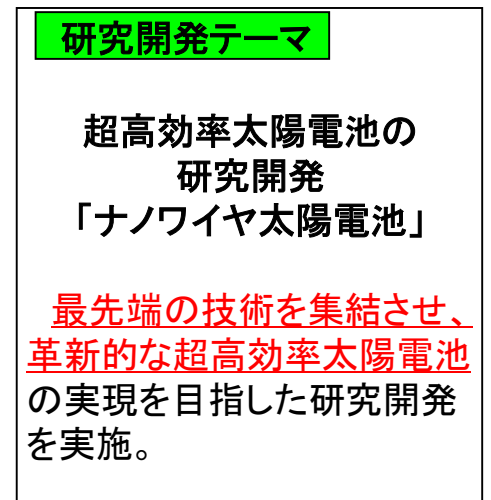 研究開発テーマ
超高効率太陽電池の
研究開発
「ナノワイヤ太陽電池」
最先端の技術を集結させ、
革新的な超高効率太陽電池
の実現を目指した研究開発
を実施。